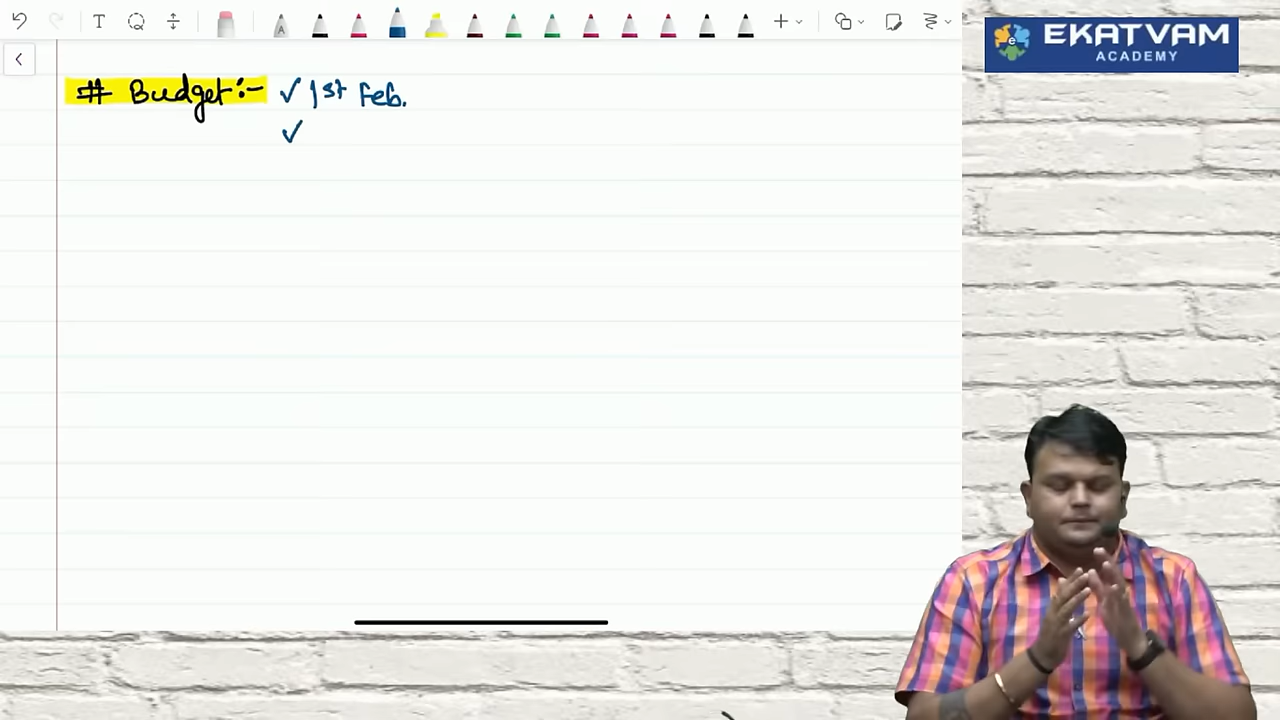 # Budget:- ✓ 1st Feb.
✓
EKATVAM
ACADEMY